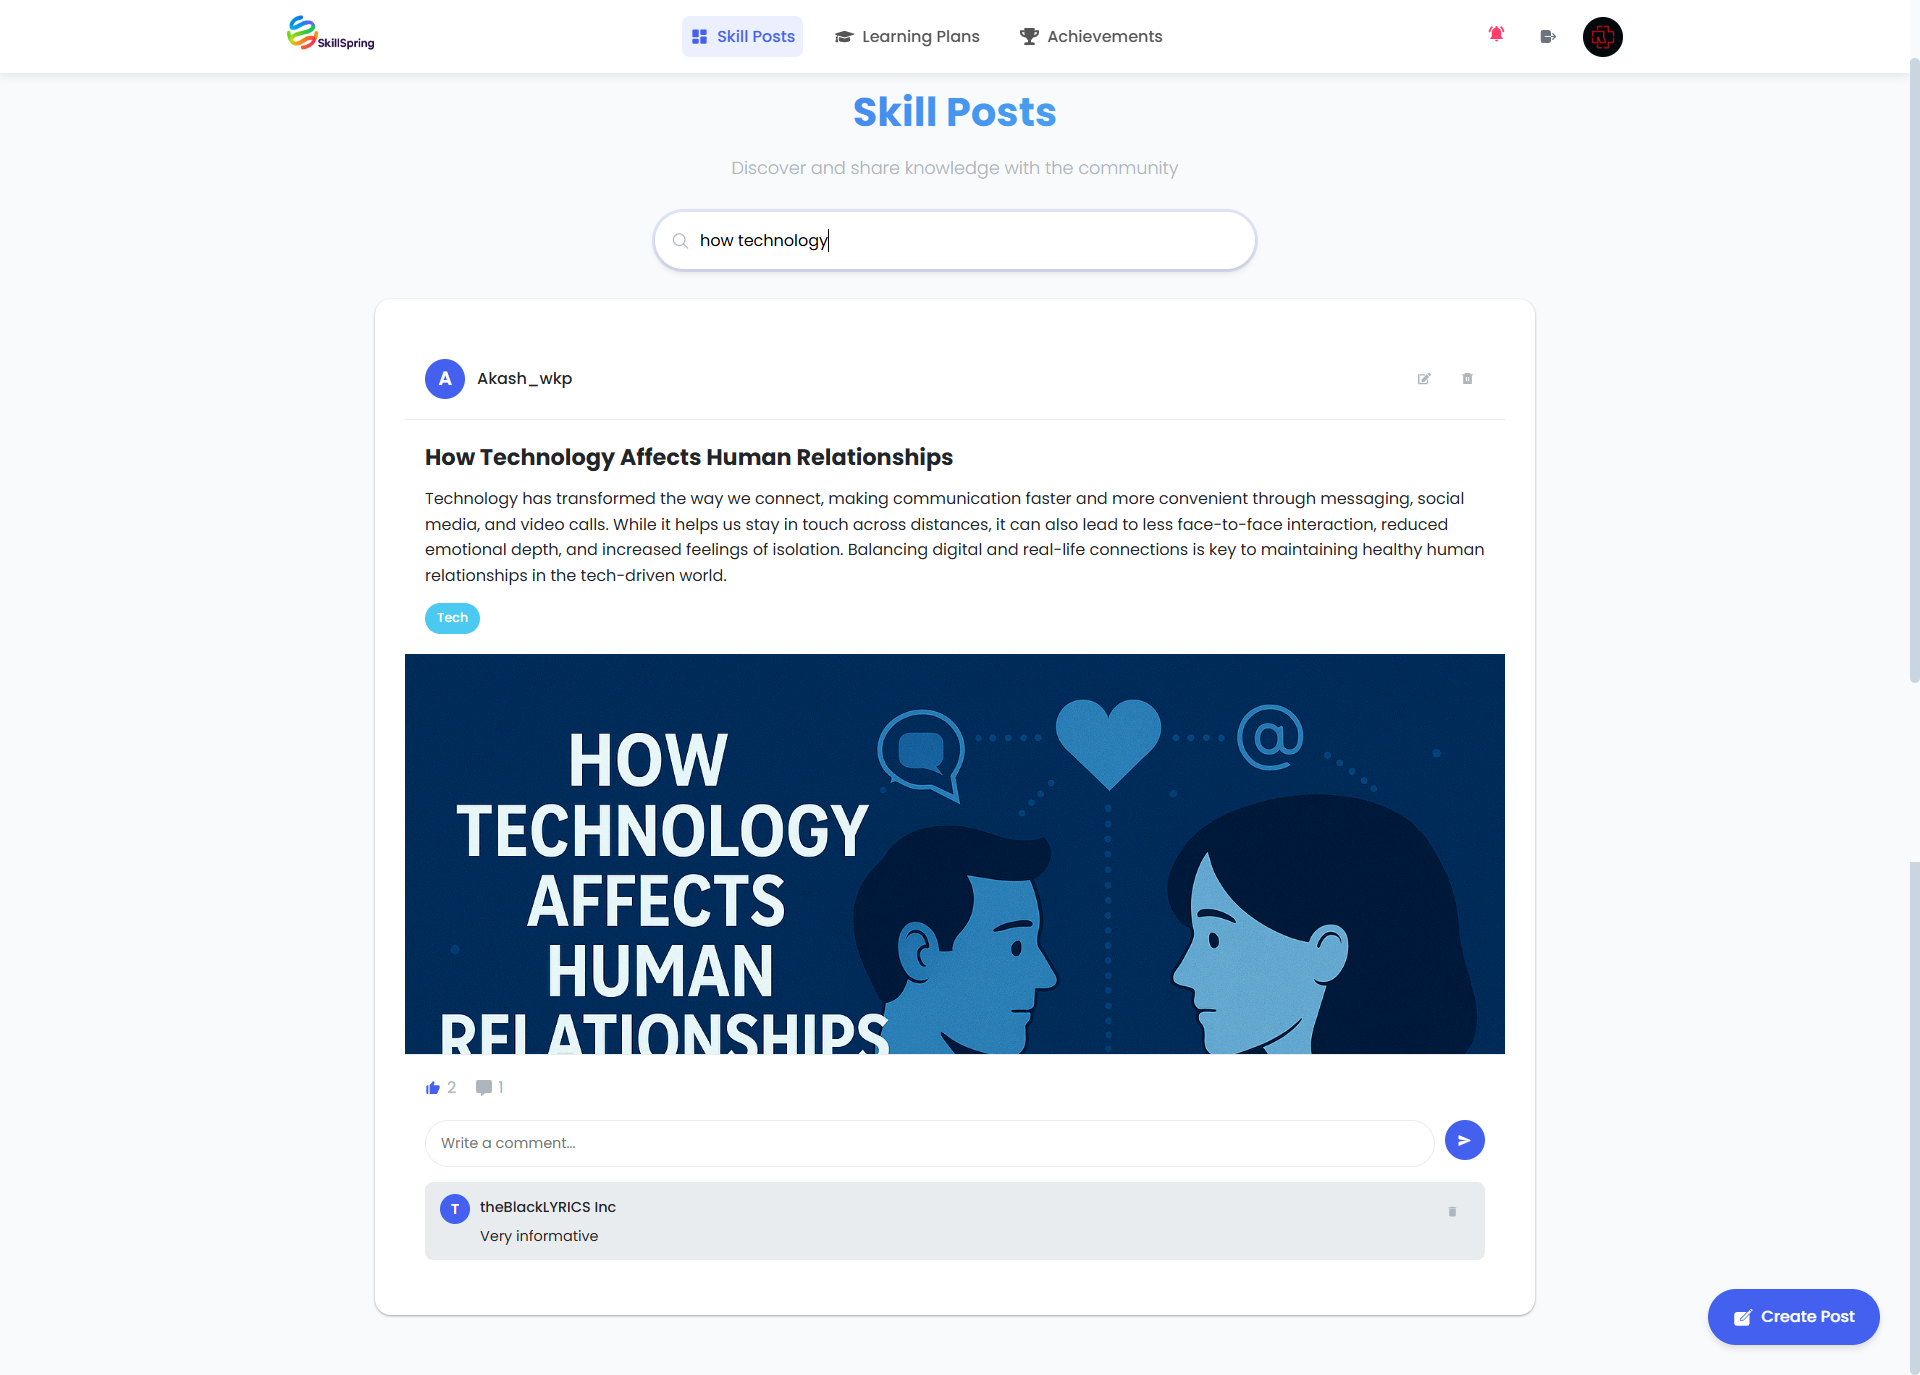 SkillSpring
Skill Posts
Learning Plans
Achievements
Skill Posts
Discover and share knowledge with the community
how technology
A
Akash_wkp
How Technology Affects Human Relationships
Technology has transformed the way we connect, making communication faster and more convenient through messaging, social
media, and video calls. While it helps us stay in touch across distances, it can also lead to less face-to-face interaction, reduced
emotional depth, and increased feelings of isolation. Balancing digital and real-life connections is key to maintaining healthy human
relationships in the tech-driven world.
Tech
HOW
TECHNOLOGY
AFFECTS
HUMAN
RELATIONSHIPS
@
2
1
Write a comment...
T
theBlackLYRICS Inc
Very informative
Create Post